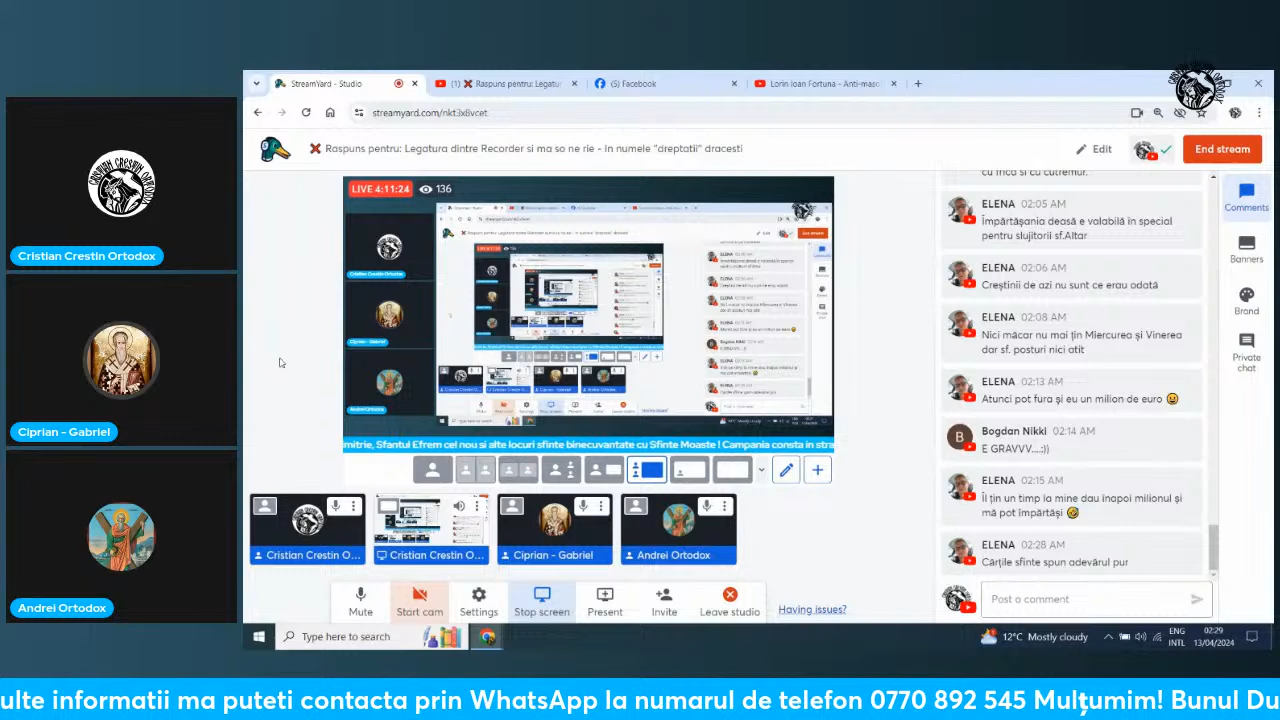 CRISTIAN CRESTIN ORTODOX
Cristian Crestin Ortodox
Ciprian - Gabriel
Andrei Ortodox
StreamYard - Studio
(1) ❌ Raspuns pentru: Legatu
(5) Facebook
Lorin Ioan Fortuna - Anti-maso
streamyard.com/nkt3x8vcet
❌ Raspuns pentru: Legatura dintre Recorder si ma so ne rie - In numele "dreptatii" dracesti
Edit
End stream
LIVE 4:11:24 136
mitrie, Sfantul Efrem cel nou si alte locuri sfinte binecuvantate cu Sfinte Moaste ! Campania consta in stra
Cristian Crestin O...
Cristian Crestin O...
Ciprian - Gabriel
Andrei Ortodox
Mute
Start cam
Settings
Stop screen
Present
Invite
Leave studio
Having issues?
cu frica si cu cutremur.
ELENA 02:05 AM
Împărtășania deasă e valabilă in special
pentru slujitorii sf.Altar
ELENA 02:06 AM
Creștinii de azi nu sunt ce erau odată
ELENA 02:08 AM
Nici măcar nu mai țin Miercurea și Vinerea
dar sf. posturi nici atit
ELENA 02:13 AM
Atunci pot fura și eu un milion de euro
B
Bogdan Nikki 02:14 AM
E GRAVVV....:))
ELENA 02:15 AM
Îl țin un timp la mine dau înapoi milionul și
mă pot împărtăși
ELENA 02:28 AM
Cărțile sfinte spun adevărul pur
Post a comment
Comments
Banners
Brand
Private
chat
Type here to search
12°C Mostly cloudy
ENG
INTL
02:29
13/04/2024
ulte informatii ma puteti contacta prin WhatsApp la numarul de telefon 0770 892 545 Mulțumim! Bunul Du